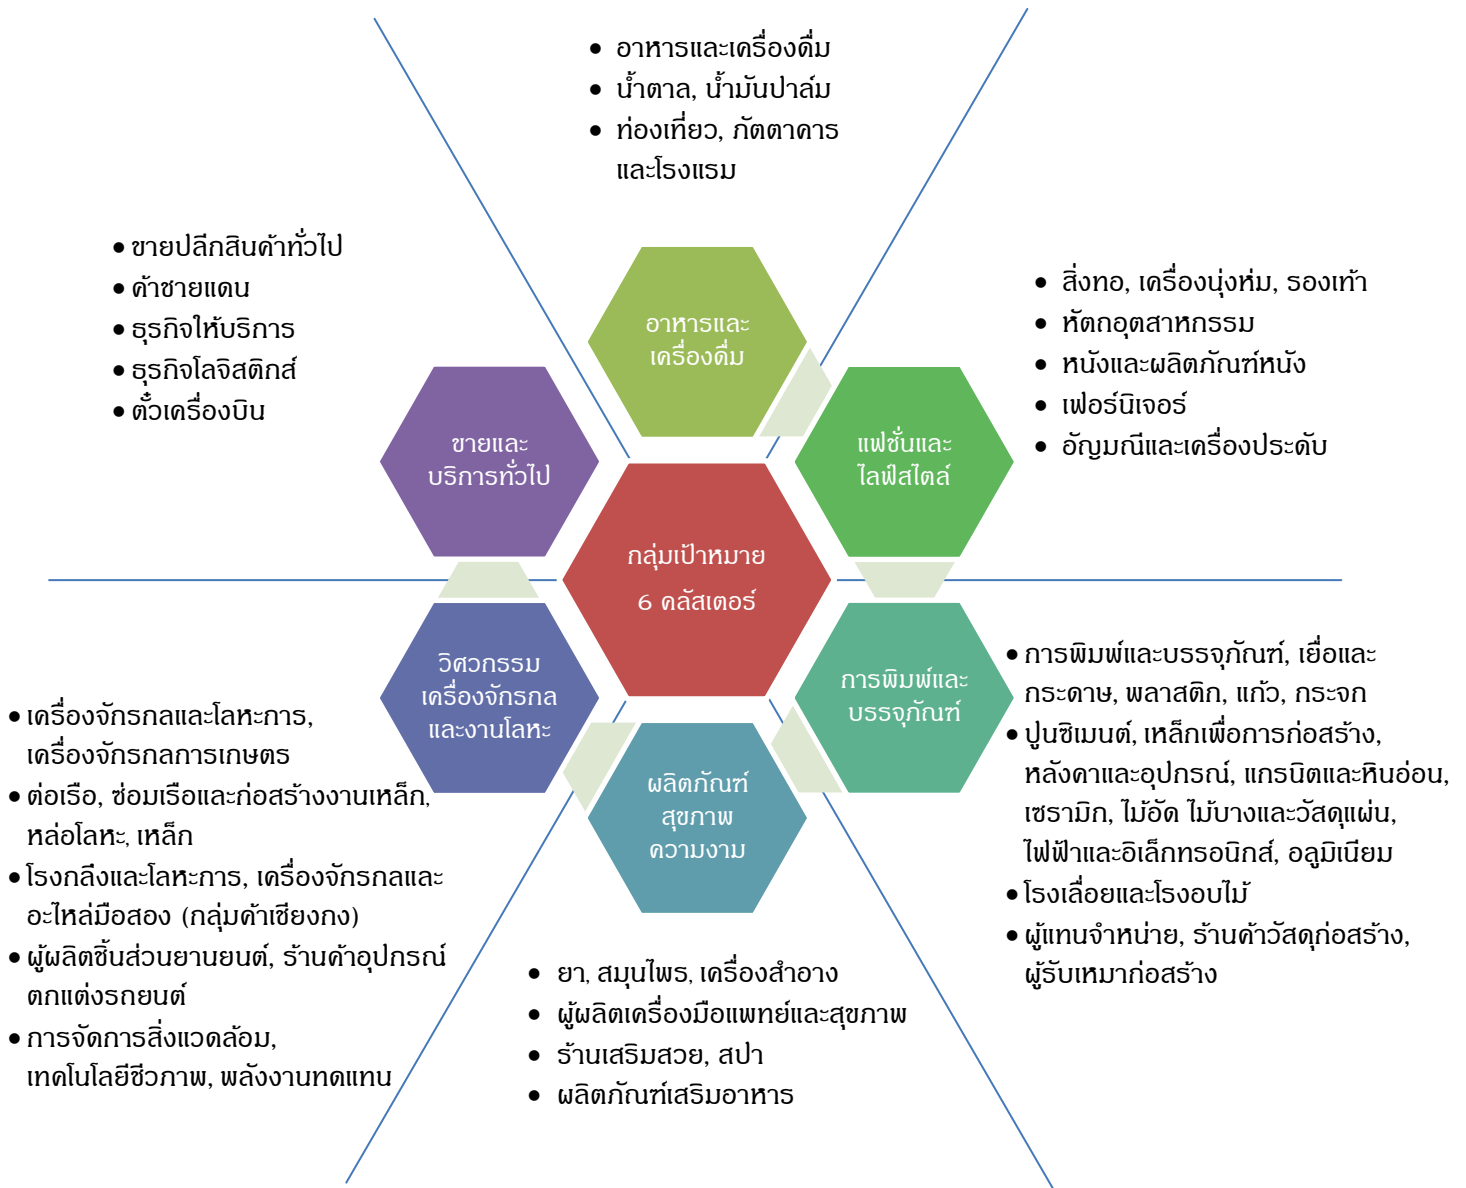 • อาหารและเครื่องดื่ม
• น้ำตาล, น้ำมันปาล์ม
• ท่องเที่ยว, ภัตตาคาร
และโรงแรม
• ขายปลีกสินค้าทั่วไป
• ค้าชายแดน
• ธุรกิจให้บริการ
• ธุรกิจโลจิสติกส์
• ตั๋วเครื่องบิน
• สิ่งทอ, เครื่องนุ่งห่ม, รองเท้า
• หัตถอุตสาหกรรม
• หนังและผลิตภัณฑ์หนัง
• เฟอร์นิเจอร์
• อัญมณีและเครื่องประดับ
อาหารและ
เครื่องดื่ม
ขายและ
บริการทั่วไป
แฟชั่นและ
ไลฟ์สไตล์
กลุ่มเป้าหมาย
6 คลัสเตอร์
วิศวกรรม
เครื่องจักรกล
และงานโลหะ
การพิมพ์และ
บรรจุภัณฑ์
ผลิตภัณฑ์
สุขภาพ
ความงาม
• เครื่องจักรกลและโลหะการ,
เครื่องจักรกลการเกษตร
• ต่อเรือ, ซ่อมเรือและก่อสร้างงานเหล็ก,
หล่อโลหะ, เหล็ก
• โรงกลึงและโลหะการ, เครื่องจักรกลและ
อะไหล่มือสอง (กลุ่มค้าเซียงกง)
• ผู้ผลิตชิ้นส่วนยานยนต์, ร้านค้าอุปกรณ์
ตกแต่งรถยนต์
• การจัดการสิ่งแวดล้อม,
เทคโนโลยีชีวภาพ, พลังงานทดแทน
• การพิมพ์และบรรจุภัณฑ์, เยื่อและ
กระดาษ, พลาสติก, แก้ว, กระจก
• ปูนซิเมนต์, เหล็กเพื่อการก่อสร้าง,
หลังคาและอุปกรณ์, แกรนิตและหินอ่อน,
เซรามิก, ไม้อัด ไม้บางและวัสดุแผ่น,
ไฟฟ้าและอิเล็กทรอนิกส์, อลูมิเนียม
• โรงเลื่อยและโรงอบไม้
• ผู้แทนจำหน่าย, ร้านค้าวัสดุก่อสร้าง,
ผู้รับเหมาก่อสร้าง
• ยา, สมุนไพร, เครื่องสำอาง
• ผู้ผลิตเครื่องมือแพทย์และสุขภาพ
• ร้านเสริมสวย, สปา
• ผลิตภัณฑ์เสริมอาหาร